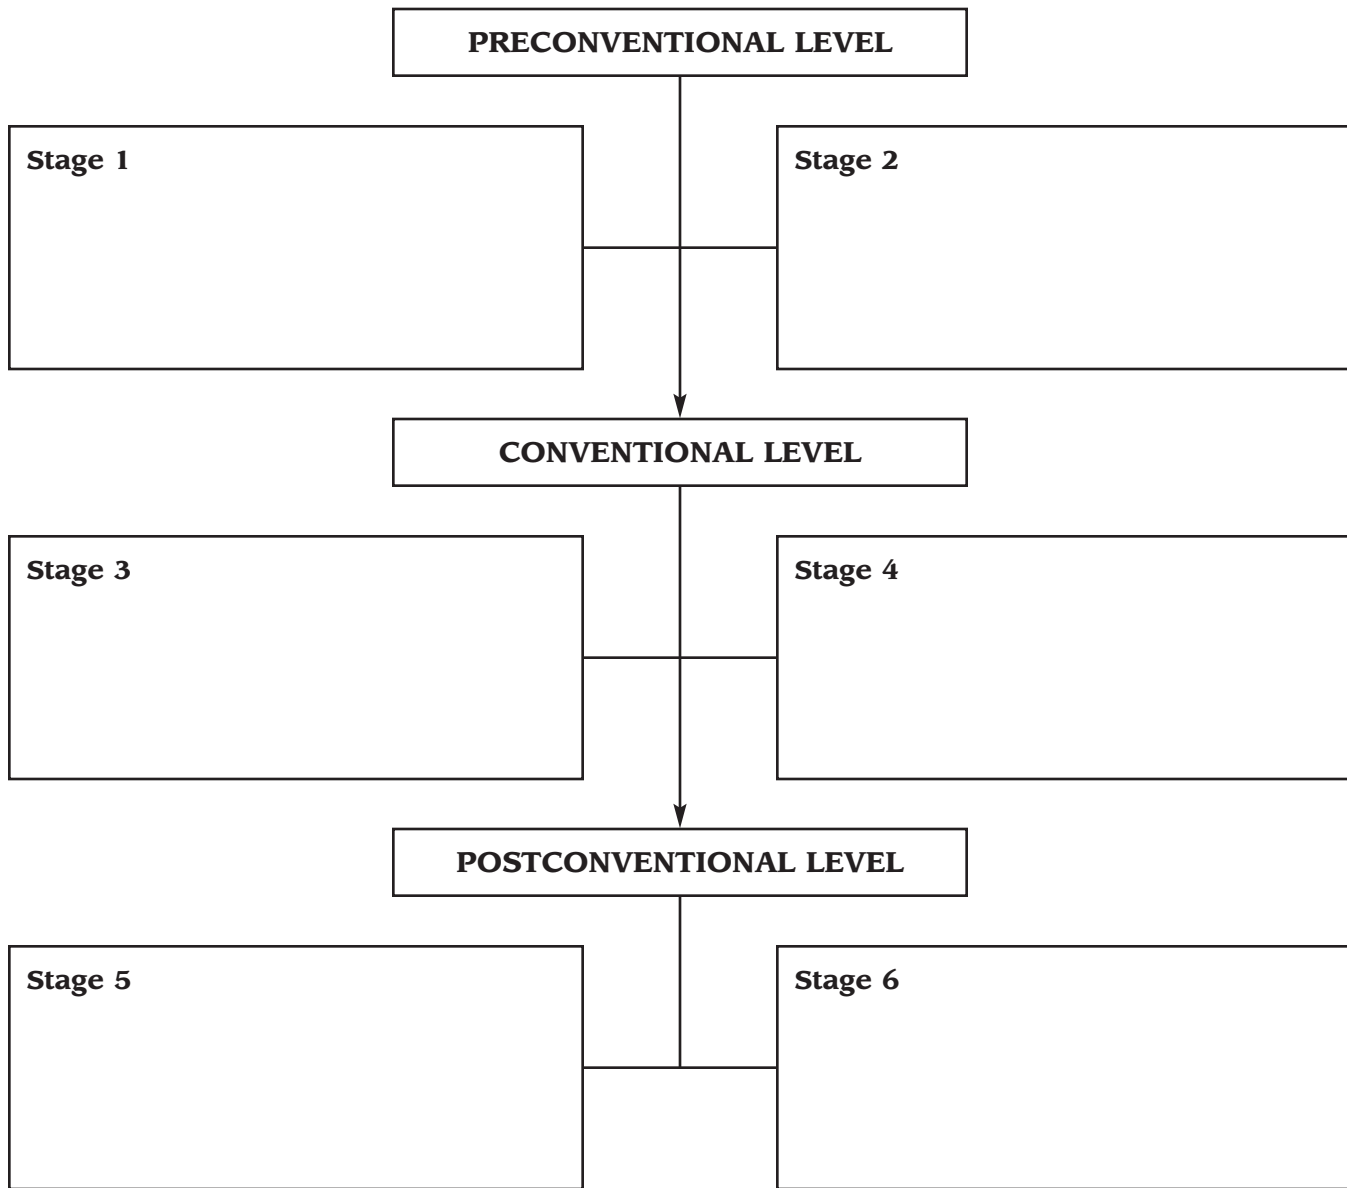 PRECONVENTIONAL LEVEL
Stage 1
Stage 2
CONVENTIONAL LEVEL
Stage 3
Stage 4
POSTCONVENTIONAL LEVEL
Stage 5
Stage 6